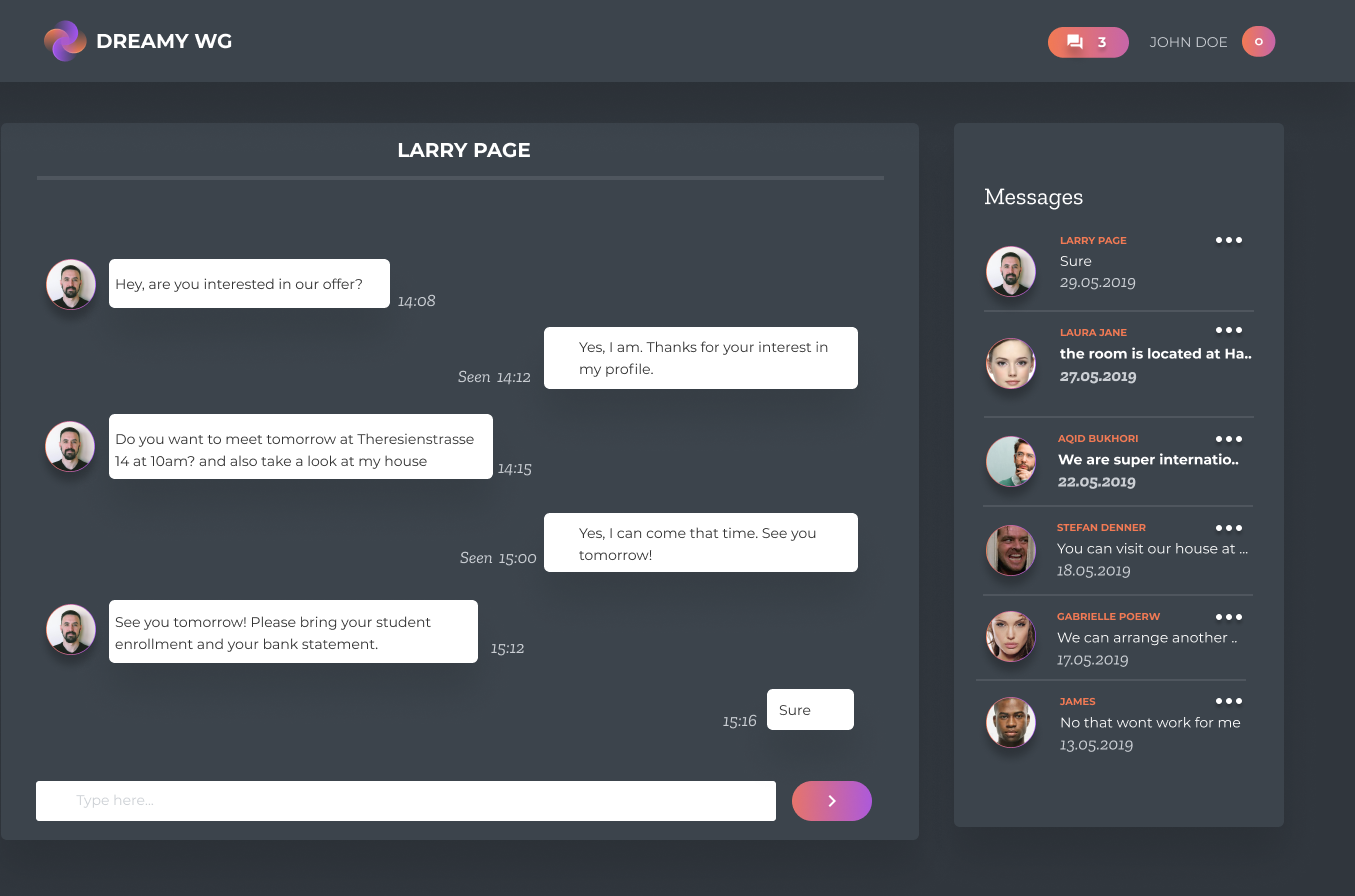 DREAMY WG
3
JOHN DOE
LARRY PAGE
Hey, are you interested in our offer?
14:08
Yes, I am. Thanks for your interest in
my profile.
Seen 14:12
Do you want to meet tomorrow at Theresienstrasse
14 at 10am? and also take a look at my house
14:15
Yes, I can come that time. See you
tomorrow!
Seen 15:00
See you tomorrow! Please bring your student
enrollment and your bank statement.
15:12
Sure
15:16
Type here...
Messages
LARRY PAGE
Sure
29.05.2019
LAURA JANE
the room is located at Ha..
27.05.2019
AQID BUKHORI
We are super internatio..
22.05.2019
STEFAN DENNER
You can visit our house at ...
18.05.2019
GABRIELLE POERW
We can arrange another ..
17.05.2019
JAMES
No that wont work for me
13.05.2019